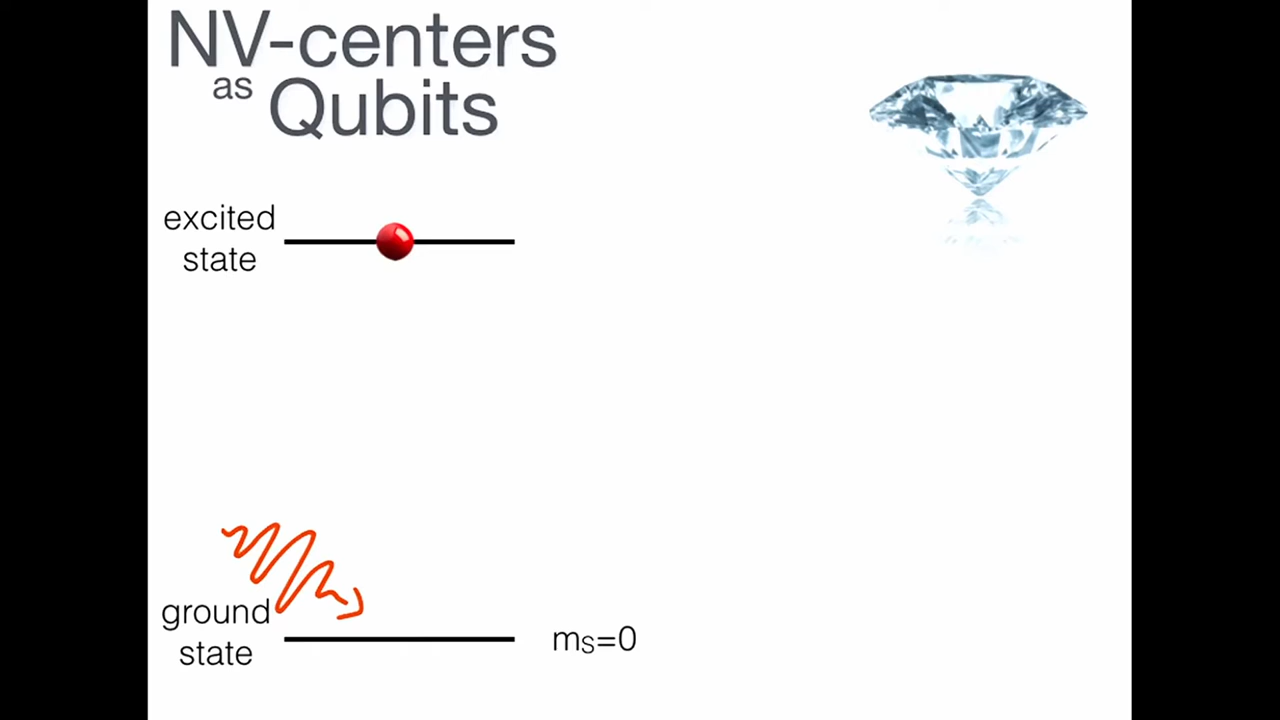 NV-centers
as Qubits
excited
state
ground
state
mS=0